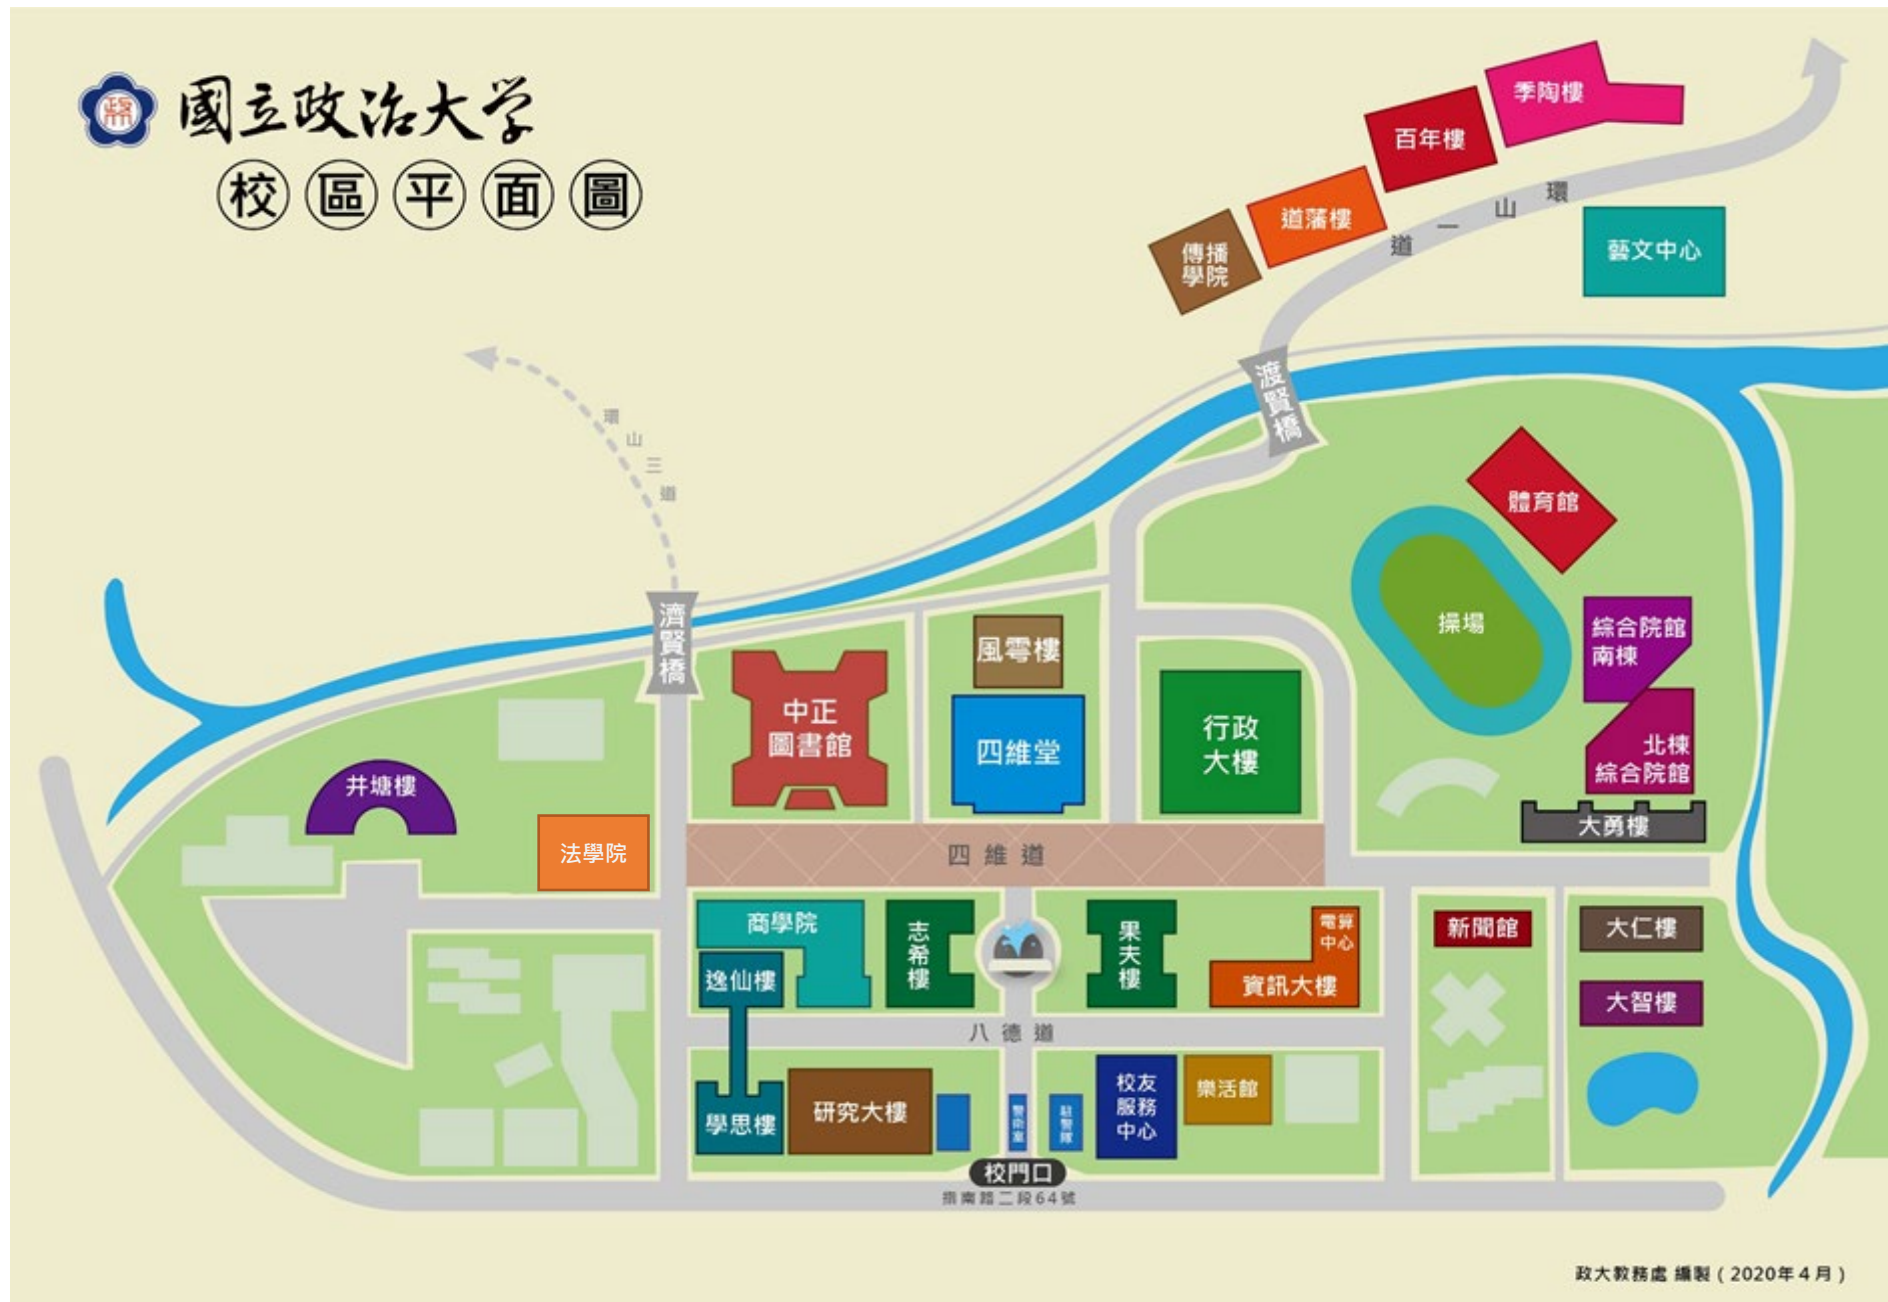 國立政治大学
校區平面圖
季陶樓
百年樓
道藩樓
傳播
學院
環山一道
藝文中心
渡賢橋
環山三道
體育館
濟賢橋
操場
綜合院館
南棟
風雩樓
中正
圖書館
四維堂
行政
大樓
北棟
綜合院館
井塘樓
大勇樓
法學院
四維道
商學院
志希樓
果夫樓
電算
中心
新聞館
大仁樓
逸仙樓
資訊大樓
大智樓
八德道
學思樓
研究大樓
警衛室
駐警隊
校友
服務
中心
樂活館
校門口
指南路二段64號
政大教務處 編製 ( 2020年 4 月 )